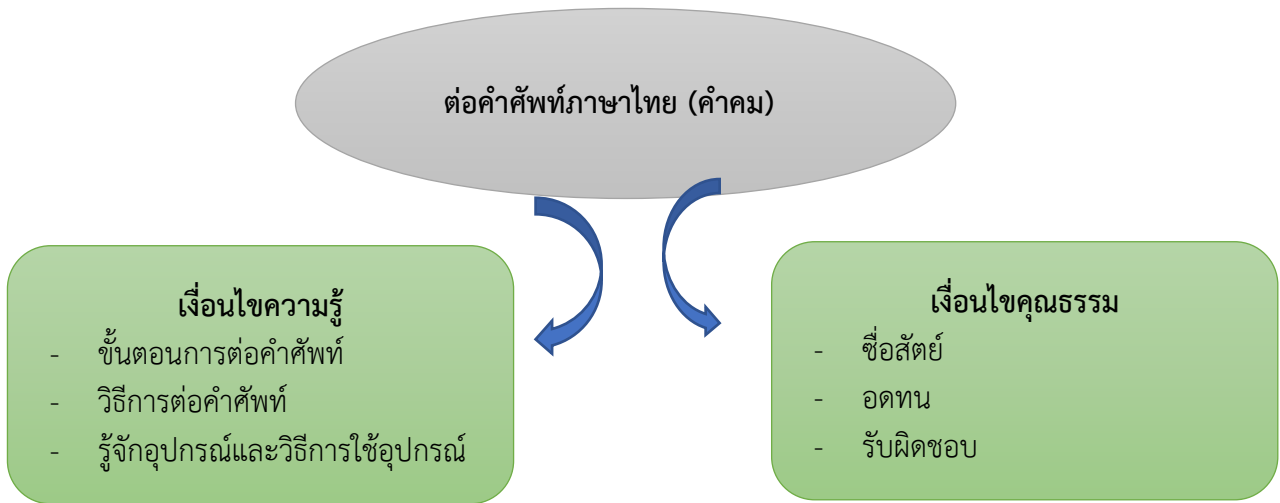 ต่อคำศัพท์ภาษาไทย (คำคม)
เงื่อนไขความรู้
- ขั้นตอนการต่อคำศัพท์
- วิธีการต่อคำศัพท์
- รู้จักอุปกรณ์และวิธีการใช้อุปกรณ์
เงื่อนไขคุณธรรม
- ซื่อสัตย์
- อดทน
- รับผิดชอบ